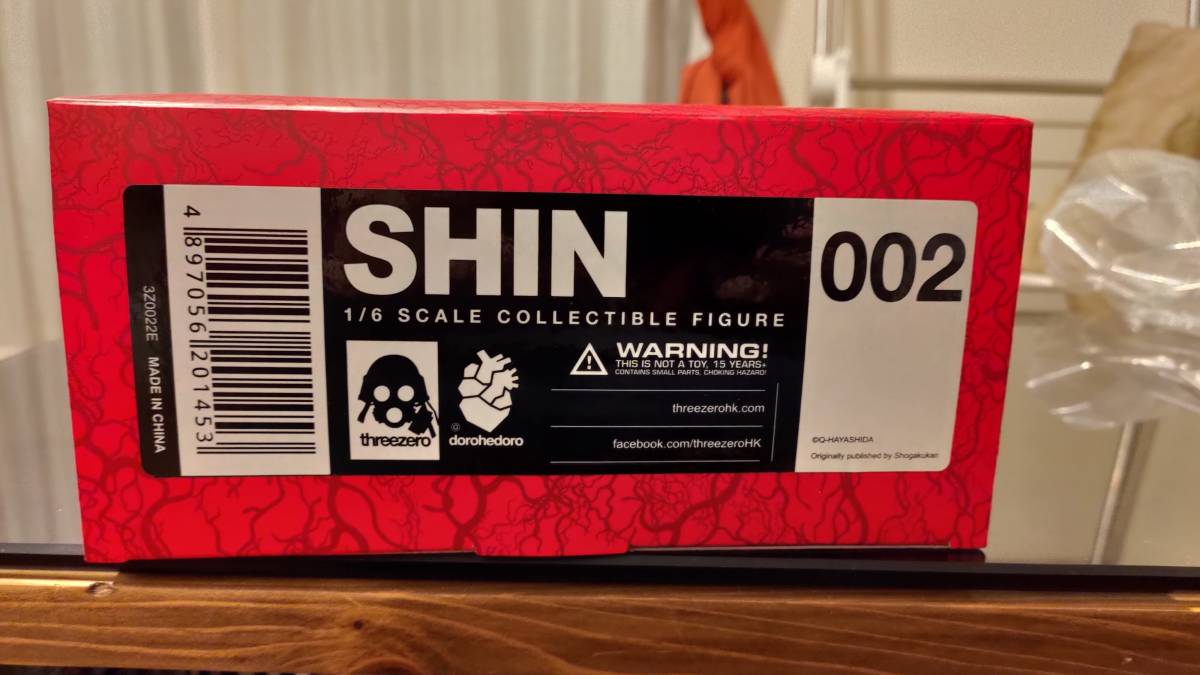 3Z0022E MADE IN CHINA
4 897056 201453
SHIN
1/6 SCALE COLLECTIBLE FIGURE
threezero
@
dorohedoro
WARNING!
THIS IS NOT A TOY, 15 YEARS+
CONTAINS SMALL PARTS, CHOKING HAZARD!
threezerohk.com
facebook.com/threezeroHK
002
©Q-HAYASHIDA
Originally published by Shogakukan